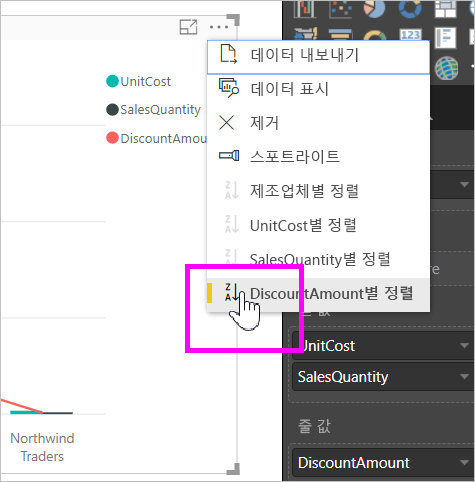 데이터 내보내기
UnitCost
데이터 표시
SalesQuantity
제거
DiscountAmou
스포트라이트
제조업체별 정렬
UnitCost별 정렬
SalesQuantity별 정렬
DiscountAmount별 정렬
값
UnitCost
SalesQuantity
줄 값
Northwind
Traders
DiscountAmount